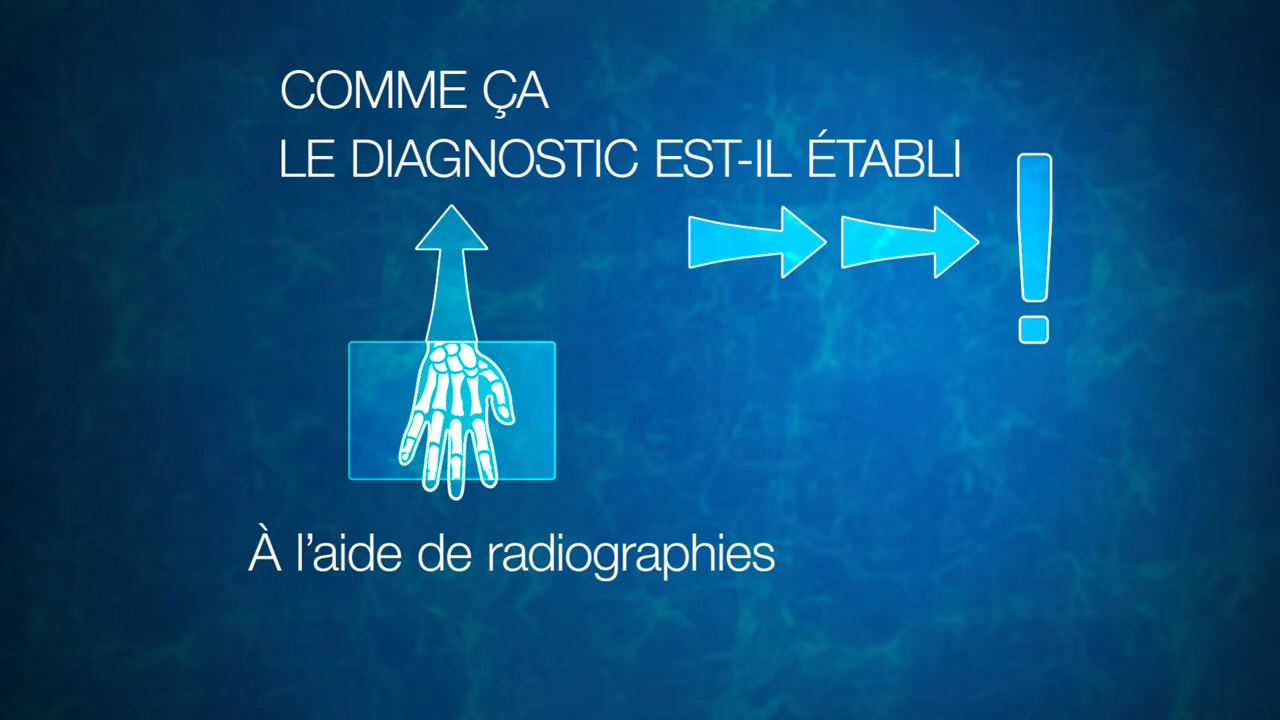 COMME ÇA
LE DIAGNOSTIC EST-IL ÉTABLI !
À l’aide de radiographies